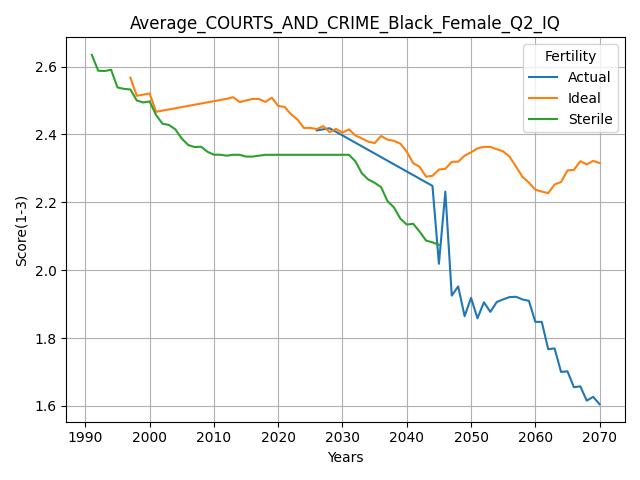 Average_COURTS_AND_CRIME_Black_Female_Q2_IQ
Fertility
Actual
Ideal
Sterile
Score(1-3)
2.6
2.4
2.2
2.0
1.8
1.6
1990 2000 2010 2020 2030 2040 2050 2060 2070
Years